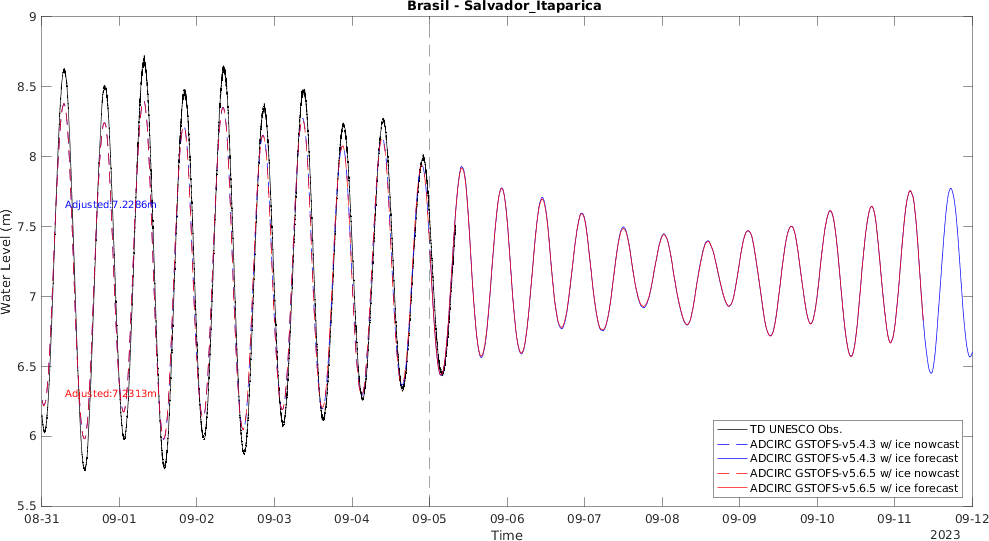 Brasil - Salvador_Itaparica
Water Level (m)
9
8.5
8
7.5
7
6.5
6
5.5
Adjusted:7.2286m
Adjusted:7.2313m
TD UNESCO Obs.
ADCIRC GSTOFS-v5.4.3 w/ ice nowcast
ADCIRC GSTOFS-v5.4.3 w/ ice forecast
ADCIRC GSTOFS-v5.6.5 w/ ice nowcast
ADCIRC GSTOFS-v5.6.5 w/ ice forecast
08-31 09-01 09-02 09-03 09-04 09-05 09-06 09-07 09-08 09-09 09-10 09-11 09-12
Time
2023